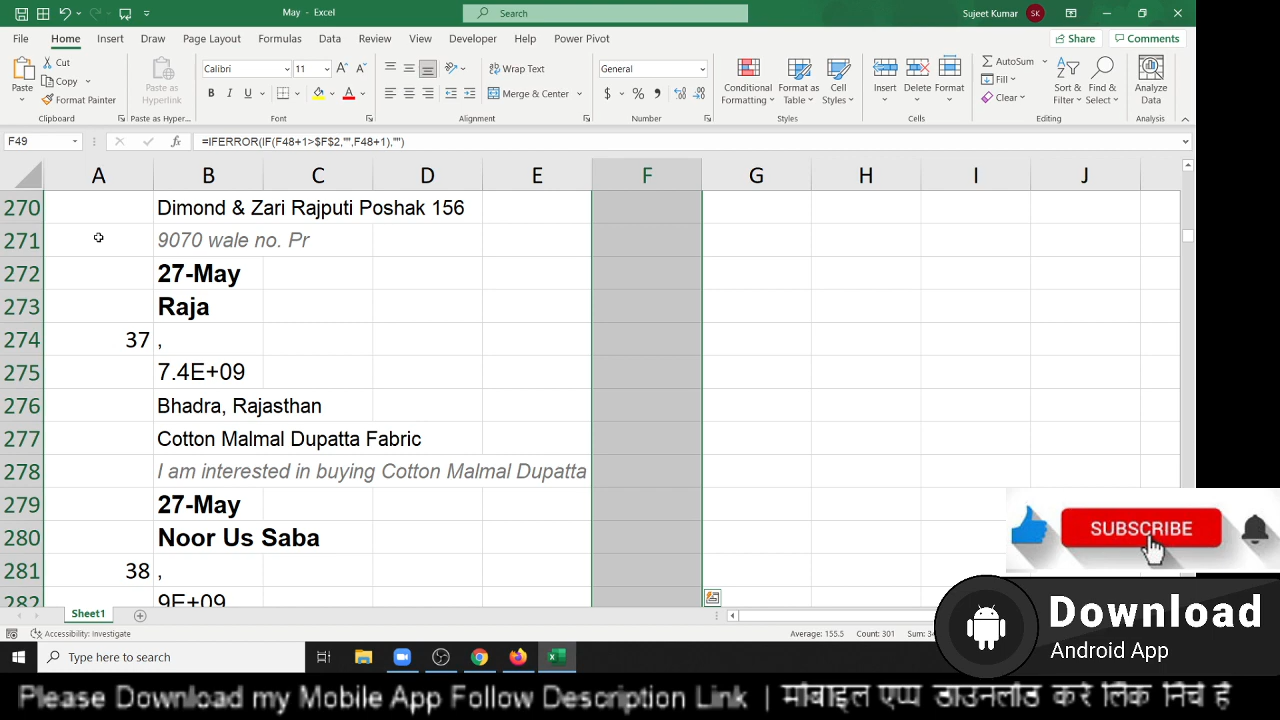 May - Excel
Search
Sujeet Kumar
SK
File Home Insert Draw Page Layout Formulas Data Review View Developer Help Power Pivot
Share
Comments
Paste
Cut
Copy
Format Painter
Clipboard
Paste as Hyperlink
Paste as Hyper...
Calibri
11
B I U
Font
Wrap Text
Merge & Center
Alignment
General
$ % ,
Number
Conditional Formatting
Format as Table
Cell Styles
Styles
Insert
Delete
Format
Cells
AutoSum
Fill
Clear
Sort & Filter
Find & Select
Editing
Analyze Data
Analysis
F49
fx
=IFERROR(IF(F48+1>$F$2,"",F48+1),"")
A B C D E F G H I J
270 Dimond & Zari Rajputi Poshak 156
271 9070 wale no. Pr
272 27-May
273 Raja
274 37 ,
275 7.4E+09
276 Bhadra, Rajasthan
277 Cotton Malmal Dupatta Fabric
278 I am interested in buying Cotton Malmal Dupatta
279 27-May
280 Noor Us Saba
281 38 ,
282 9E+09
SUBSCRIBE
Download
Android App
Sheet1
Accessibility: Investigate
Average: 155.5 Count: 301
Type here to search
Please Download my Mobile App Follow Description Link | मोबाइल एप्प डाउनलोड करे लिंक निचे है